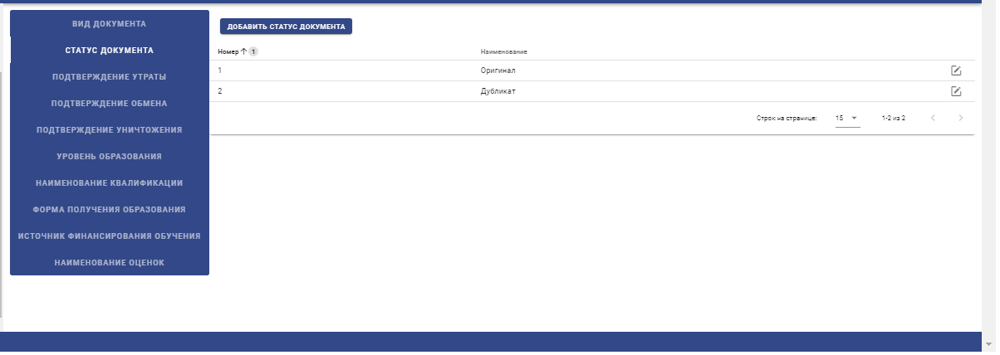 ВИД ДОКУМЕНТА
СТАТУС ДОКУМЕНТА
ПОДТВЕРЖДЕНИЕ УТРАТЫ
ПОДТВЕРЖДЕНИЕ ОБМЕНА
ПОДТВЕРЖДЕНИЕ УНИЧТОЖЕНИЯ
УРОВЕНЬ ОБРАЗОВАНИЯ
НАИМЕНОВАНИЕ КВАЛИФИКАЦИИ
ФОРМА ПОЛУЧЕНИЯ ОБРАЗОВАНИЯ
ИСТОЧНИК ФИНАНСИРОВАНИЯ ОБУЧЕНИЯ
НАИМЕНОВАНИЕ ОЦЕНОК
ДОБАВИТЬ СТАТУС ДОКУМЕНТА
Номер ↑ 1 Наименование
1 Оригинал
2 Дубликат
Строк на странице: 15 1-2 из 2